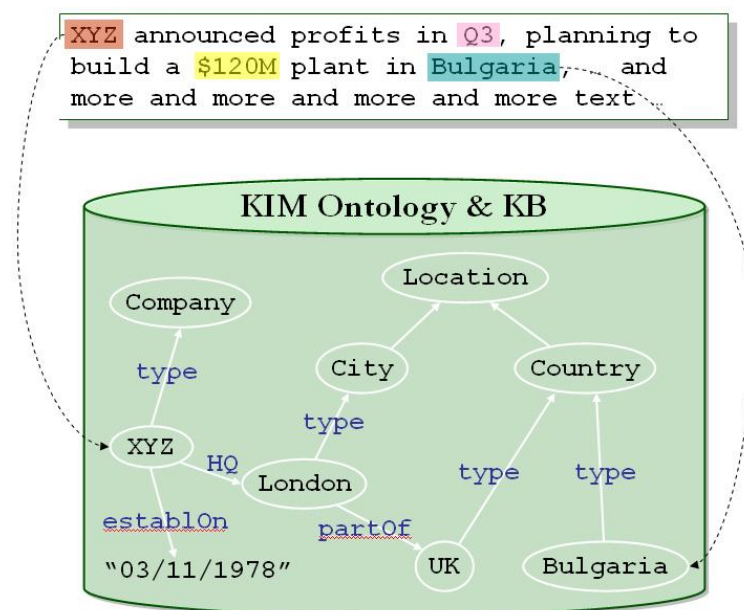 XYZ announced profits in Q3, planning to
build a $120M plant in Bulgaria, and
more and more and more and more text
KIM Ontology & KB
Location
Company
City
Country
type
type
XYZ
HQ
London
type
type
establOn
partOf
"03/11/1978"
UK
Bulgaria